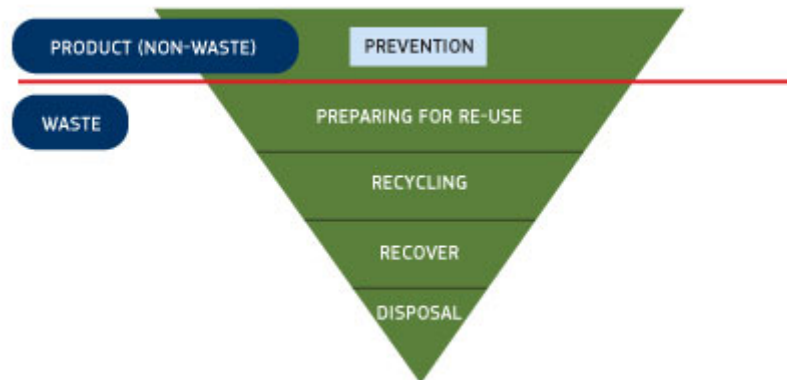 PRODUCT (NON-WASTE)
PREVENTION
WASTE
PREPARING FOR RE-USE
RECYCLING
RECOVER
DISPOSAL